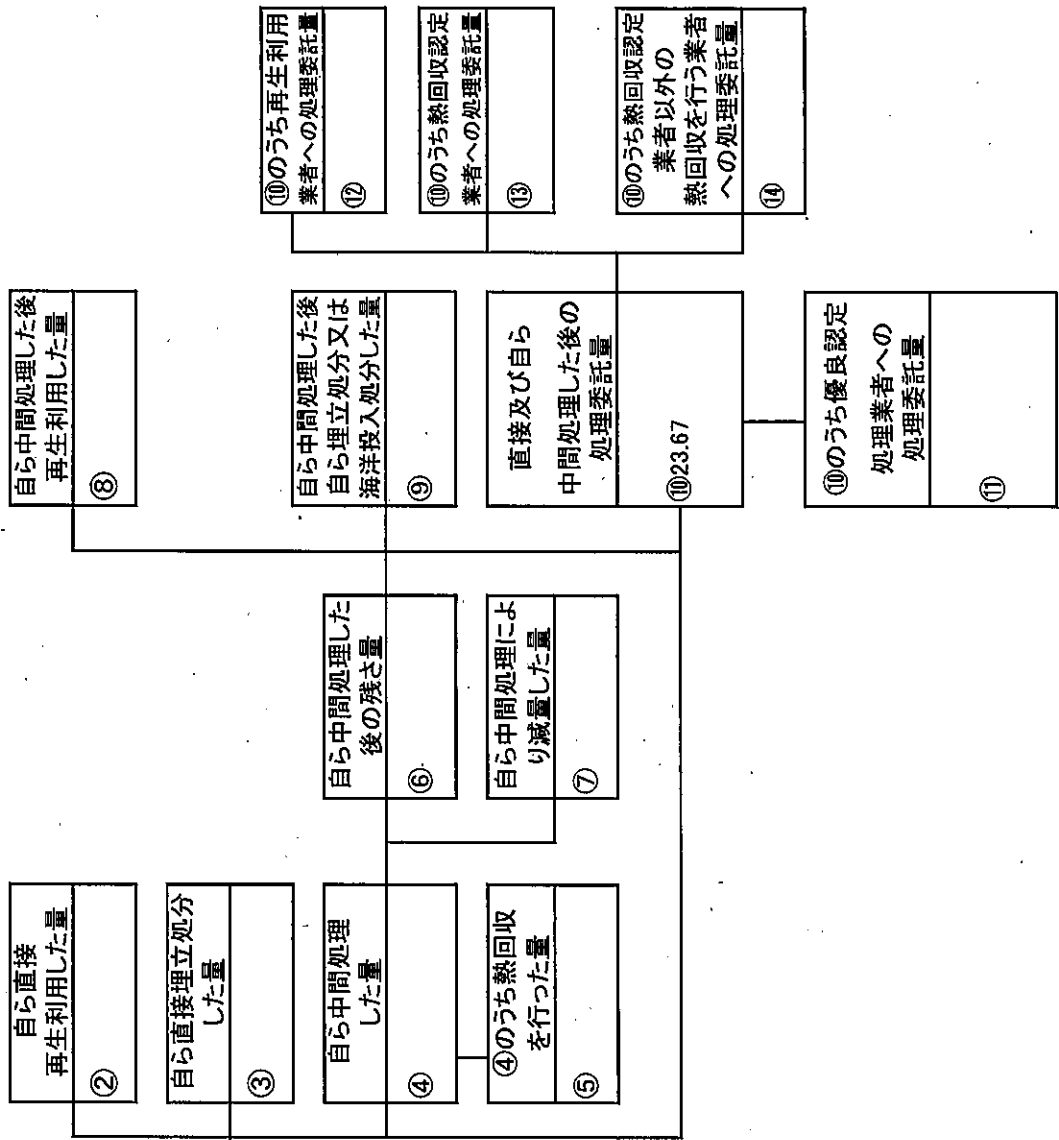 自ら直接
再生利用した量
②
自ら直接埋立処分
した量
③
自ら中間処理
した量
④
④のうち熱回収
を行った量
⑤
自ら中間処理した
後の残さ量
⑥
自ら中間処理によ
り減量した量
⑦
自ら中間処理した後
再生利用した量
⑧
自ら中間処理した後
自ら埋立処分又は
海洋投入処分した量
⑨
直接及び自ら
中間処理した後の
処理委託量
⑩23.67
⑩のうち優良認定
処理業者への
処理委託量
⑪
⑩のうち再生利用
業者への処理委託量
⑫
⑩のうち熱回収認定
業者への処理委託量
⑬
⑩のうち熱回収認定
業者以外の
熱回収を行う業者
への処理委託量
⑭